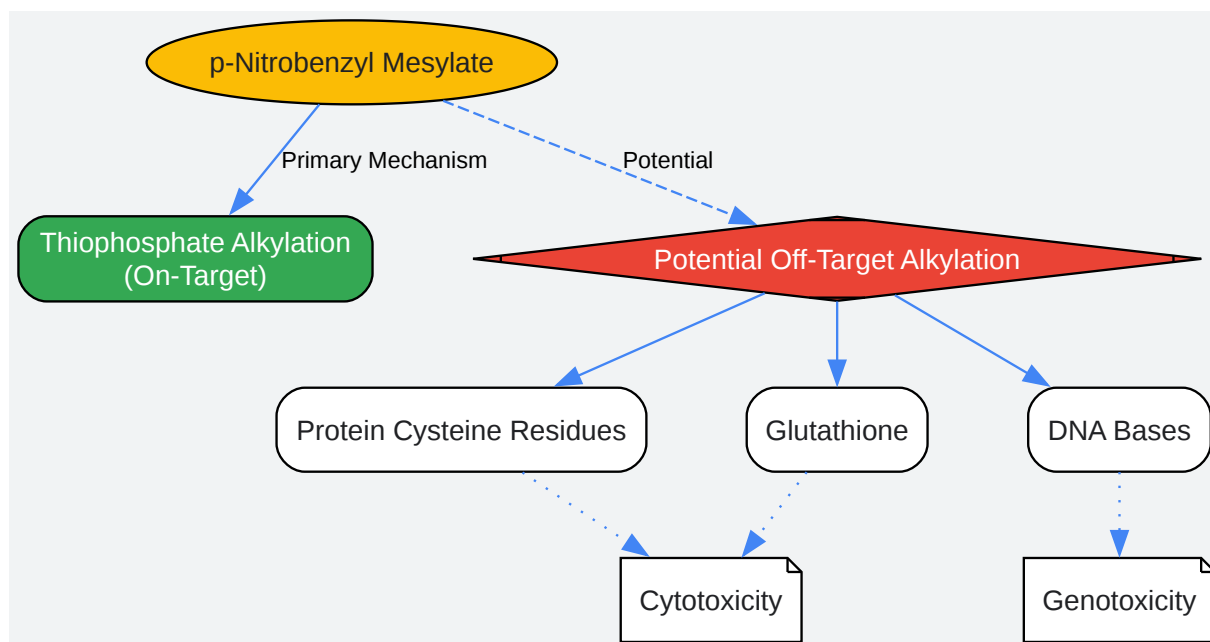 p-Nitrobenzyl Mesylate
Primary Mechanism
Potential
Thiophosphate Alkylation
(On-Target)
Potential Off-Target Alkylation
Protein Cysteine Residues
Glutathione
DNA Bases
Cytotoxicity
Genotoxicity